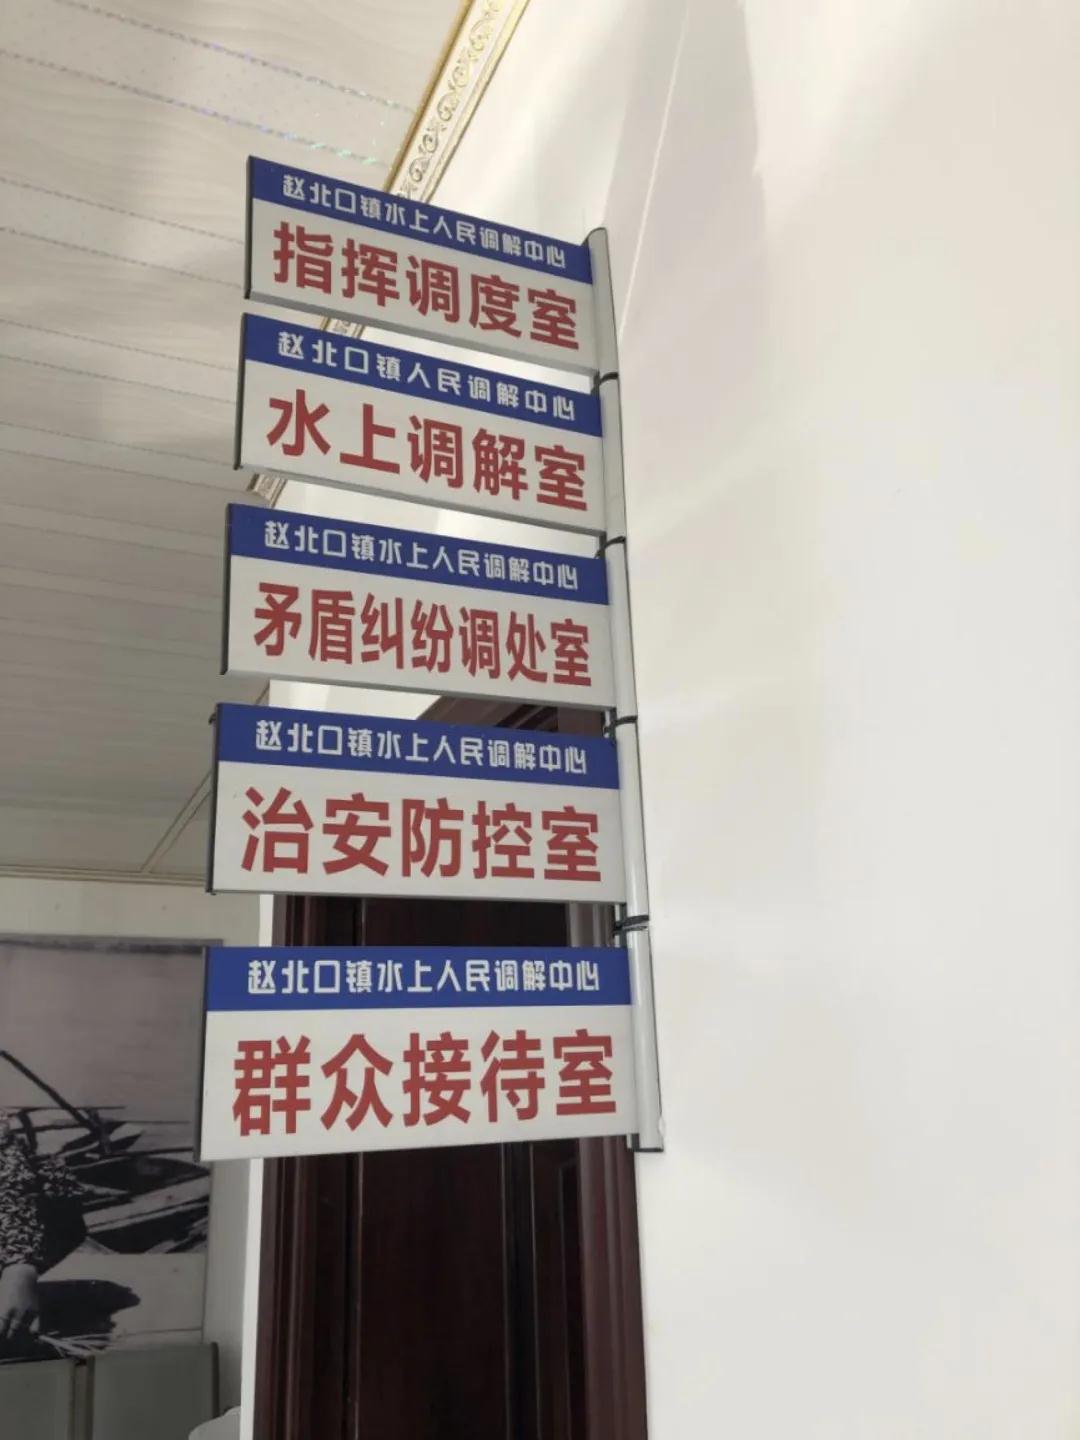 赵北口镇水上人民调解中心
指挥调度室
赵北口镇人民调解中心
水上调解室
赵北口镇水上人民调解中心
矛盾纠纷调处室
赵北口镇水上人民调解中心
治安防控室
赵北口镇水上人民调解中心
群众接待室